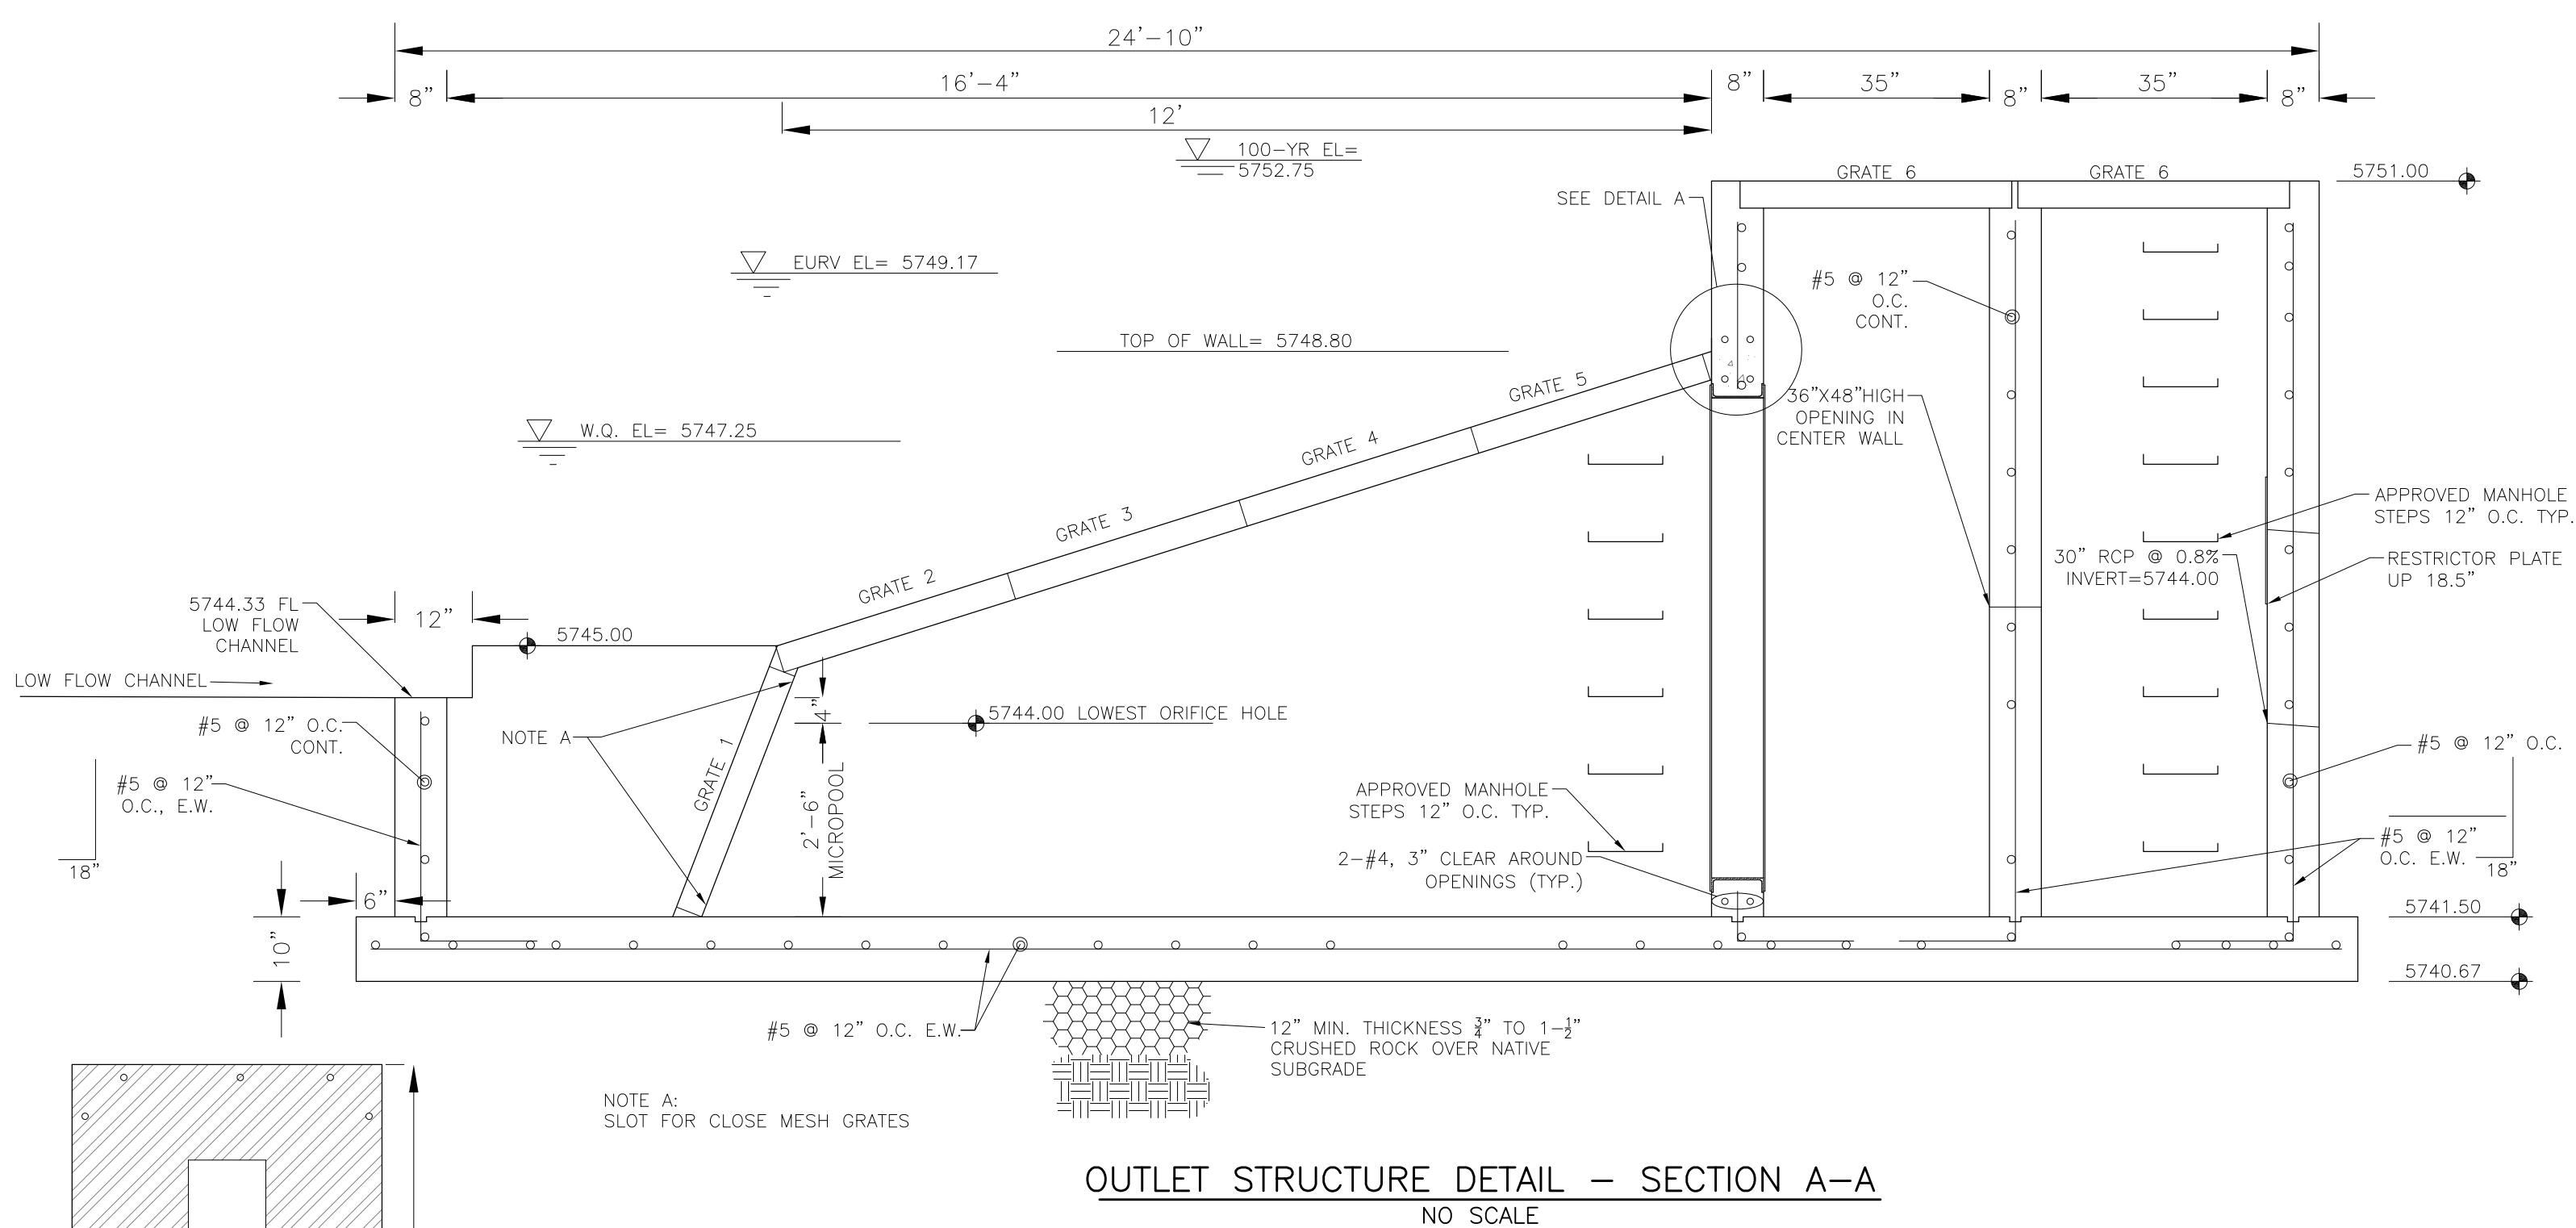 24'-10"
8"
16'-4"
8"
35"
8"
35"
8"
12'
100-YR EL=
5752.75
GRATE 6
GRATE 6
5751.00
SEE DETAIL A
EURV EL= 5749.17
#5 @ 12"
O.C.
CONT.
TOP OF WALL= 5748.80
GRATE 5
36"X48"HIGH
OPENING IN
CENTER WALL
W.Q. EL= 5747.25
GRATE 4
APPROVED MANHOLE
STEPS 12" O.C. TYP.
GRATE 3
30" RCP @ 0.8%
INVERT=5744.00
RESTRICTOR PLATE
UP 18.5"
GRATE 2
5744.33 FL
LOW FLOW
CHANNEL
12"
5745.00
LOW FLOW CHANNEL
4"
5744.00 LOWEST ORIFICE HOLE
#5 @ 12" O.C.
CONT.
NOTE A
GRATE 1
#5 @ 12" O.C.
#5 @ 12"
O.C., E.W.
2'-6"
MICROPOOL
APPROVED MANHOLE
STEPS 12" O.C. TYP.
2-#4, 3" CLEAR AROUND
OPENINGS (TYP.)
#5 @ 12"
O.C. E.W.
18"
18"
6"
10"
5741.50
5740.67
#5 @ 12" O.C. E.W.
12" MIN. THICKNESS 3/4" TO 1-1/2"
CRUSHED ROCK OVER NATIVE
SUBGRADE
NOTE A:
SLOT FOR CLOSE MESH GRATES
OUTLET STRUCTURE DETAIL - SECTION A-A
NO SCALE